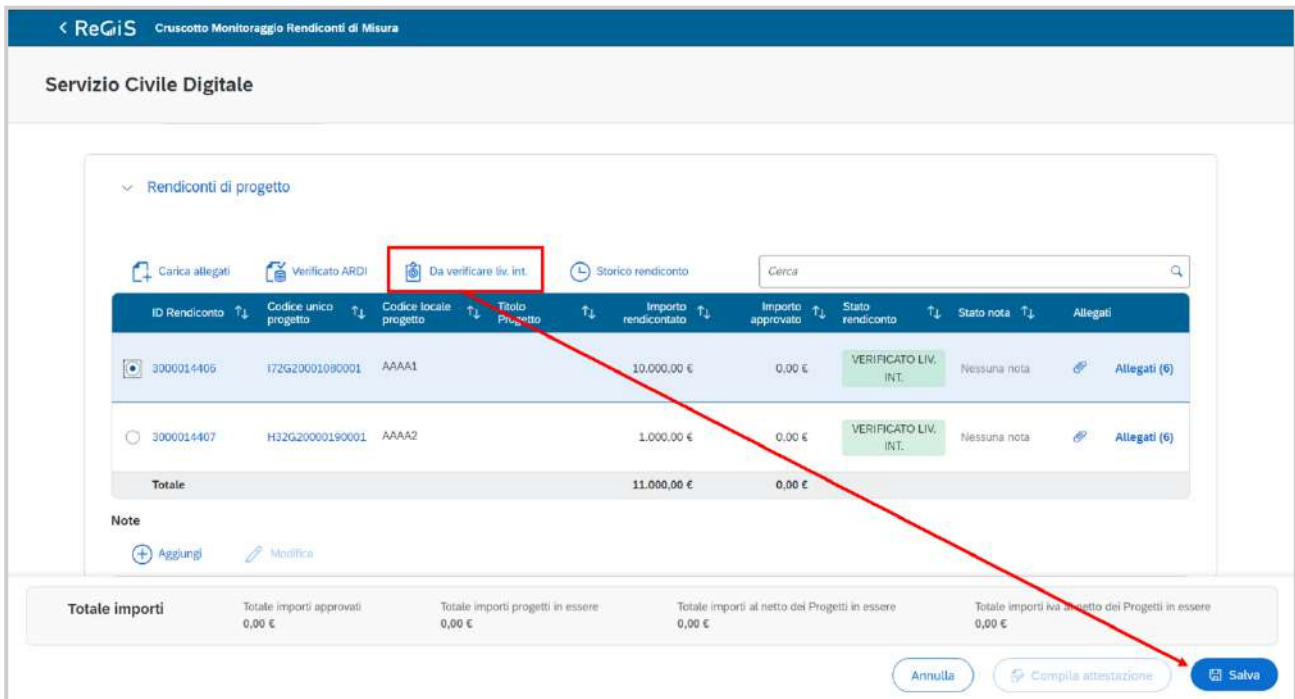 ReGiS Cruscotto Monitoraggio Rendiconti di Misura
Servizio Civile Digitale
Rendiconti di progetto
Carica allegati Verificato ARDI Da verificare liv. int. Storico rendiconto Cerca
ID Rendiconto Codice unico progetto Codice locale progetto Titolo Progetto Importo rendicontato Importo approvato Stato rendiconto Stato nota Allegati
3000014406 I72G20001080001 AAAA1 10.000,00 € 0,00 € VERIFICATO LIV. INT. Nessuna nota Allegati (6)
3000014407 H32G20000190001 AAAA2 1.000,00 € 0,00 € VERIFICATO LIV. INT. Nessuna nota Allegati (6)
Totale 11.000,00 € 0,00 €
Note
Aggiungi Modifica
Totale importi Totale importi approvati Totale importi progetti in essere Totale importi al netto dei Progetti in essere Totale importi iva al netto dei Progetti in essere
0,00 € 0,00 € 0,00 € 0,00 €
Annulla Compila attestazione Salva